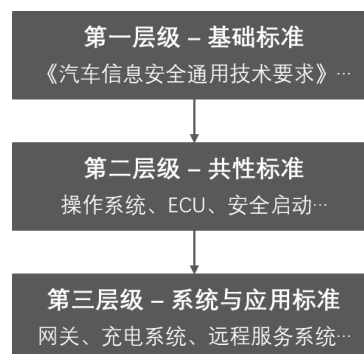 第一层级 – 基础标准
《汽车信息安全通用技术要求》…
第二层级 – 共性标准
操作系统、ECU、安全启动…
第三层级 – 系统与应用标准
网关、充电系统、远程服务系统…